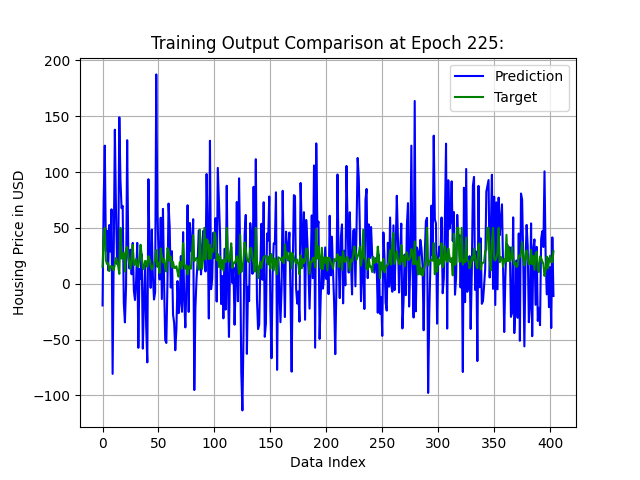 Training Output Comparison at Epoch 225:
Prediction
Target
Housing Price in USD
200
150
100
50
0
−50
−100
0 50 100 150 200 250 300 350 400
Data Index